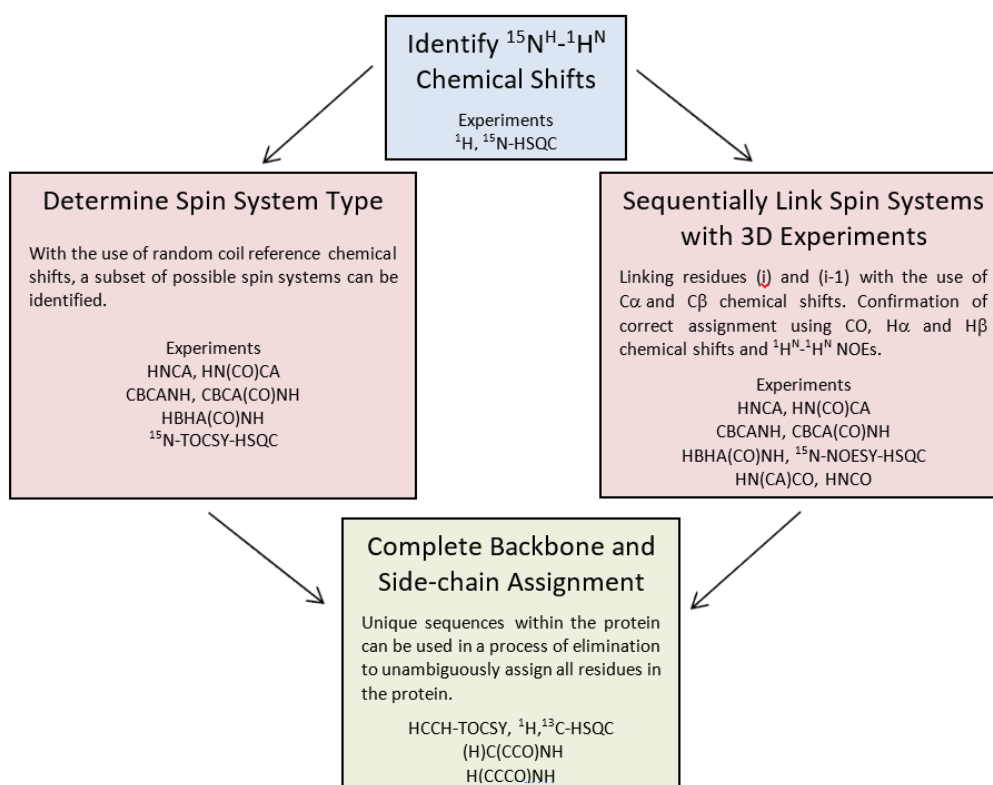 Identify ¹⁵Nᴴ-¹Hᴺ
Chemical Shifts
Experiments
¹H, ¹⁵N-HSQC
Determine Spin System Type
With the use of random coil reference chemical
shifts, a subset of possible spin systems can be
identified.
Experiments
HNCA, HN(CO)CA
CBCANH, CBCA(CO)NH
HBHA(CO)NH
¹⁵N-TOCSY-HSQC
Sequentially Link Spin Systems
with 3D Experiments
Linking residues (i) and (i-1) with the use of
Cα and Cβ chemical shifts. Confirmation of
correct assignment using CO, Hα and Hβ
chemical shifts and ¹Hᴺ-¹Hᴺ NOEs.
Experiments
HNCA, HN(CO)CA
CBCANH, CBCA(CO)NH
HBHA(CO)NH, ¹⁵N-NOESY-HSQC
HN(CA)CO, HNCO
Complete Backbone and
Side-chain Assignment
Unique sequences within the protein
can be used in a process of elimination
to unambiguously assign all residues in
the protein.
HCCH-TOCSY, ¹H,¹³C-HSQC
(H)C(CCO)NH
H(CCCO)NH